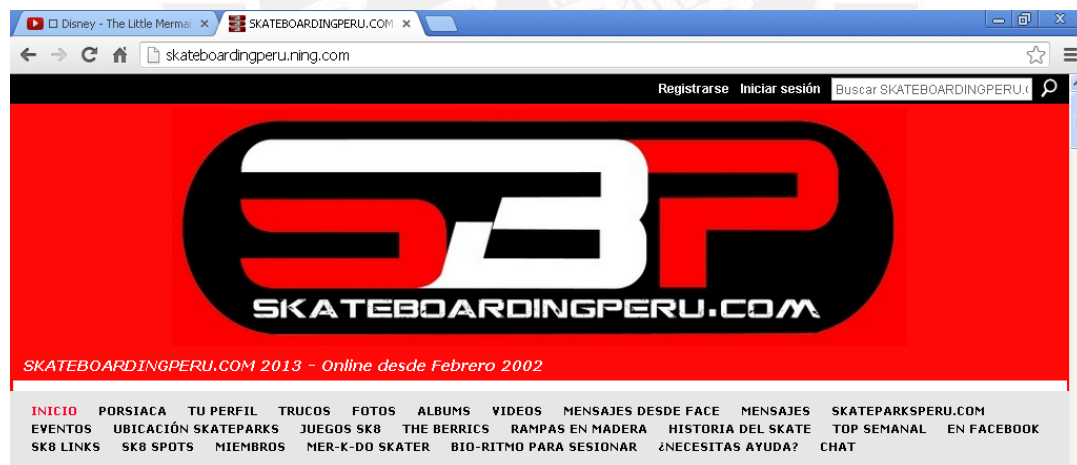 Disney - The Little Mermai
SKATEBOARDINGPERU.COM
skateboardingperu.ning.com
Registrarse Iniciar sesión Buscar SKATEBOARDINGPERU.C
SBP
SKATEBOARDINGPERU.COM
SKATEBOARDINGPERU.COM 2013 - Online desde Febrero 2002
INICIO PORSIACA TU PERFIL TRUCOS FOTOS ALBUMS VIDEOS MENSAJES DESDE FACE MENSAJES SKATEPARKSPERU.COM
EVENTOS UBICACIÓN SKATEPARKS JUEGOS SK8 THE BERRICS RAMPAS EN MADERA HISTORIA DEL SKATE TOP SEMANAL EN FACEBOOK
SK8 LINKS SK8 SPOTS MIEMBROS MER-K-DO SKATER BIO-RITMO PARA SESIONAR ¿NECESITAS AYUDA? CHAT